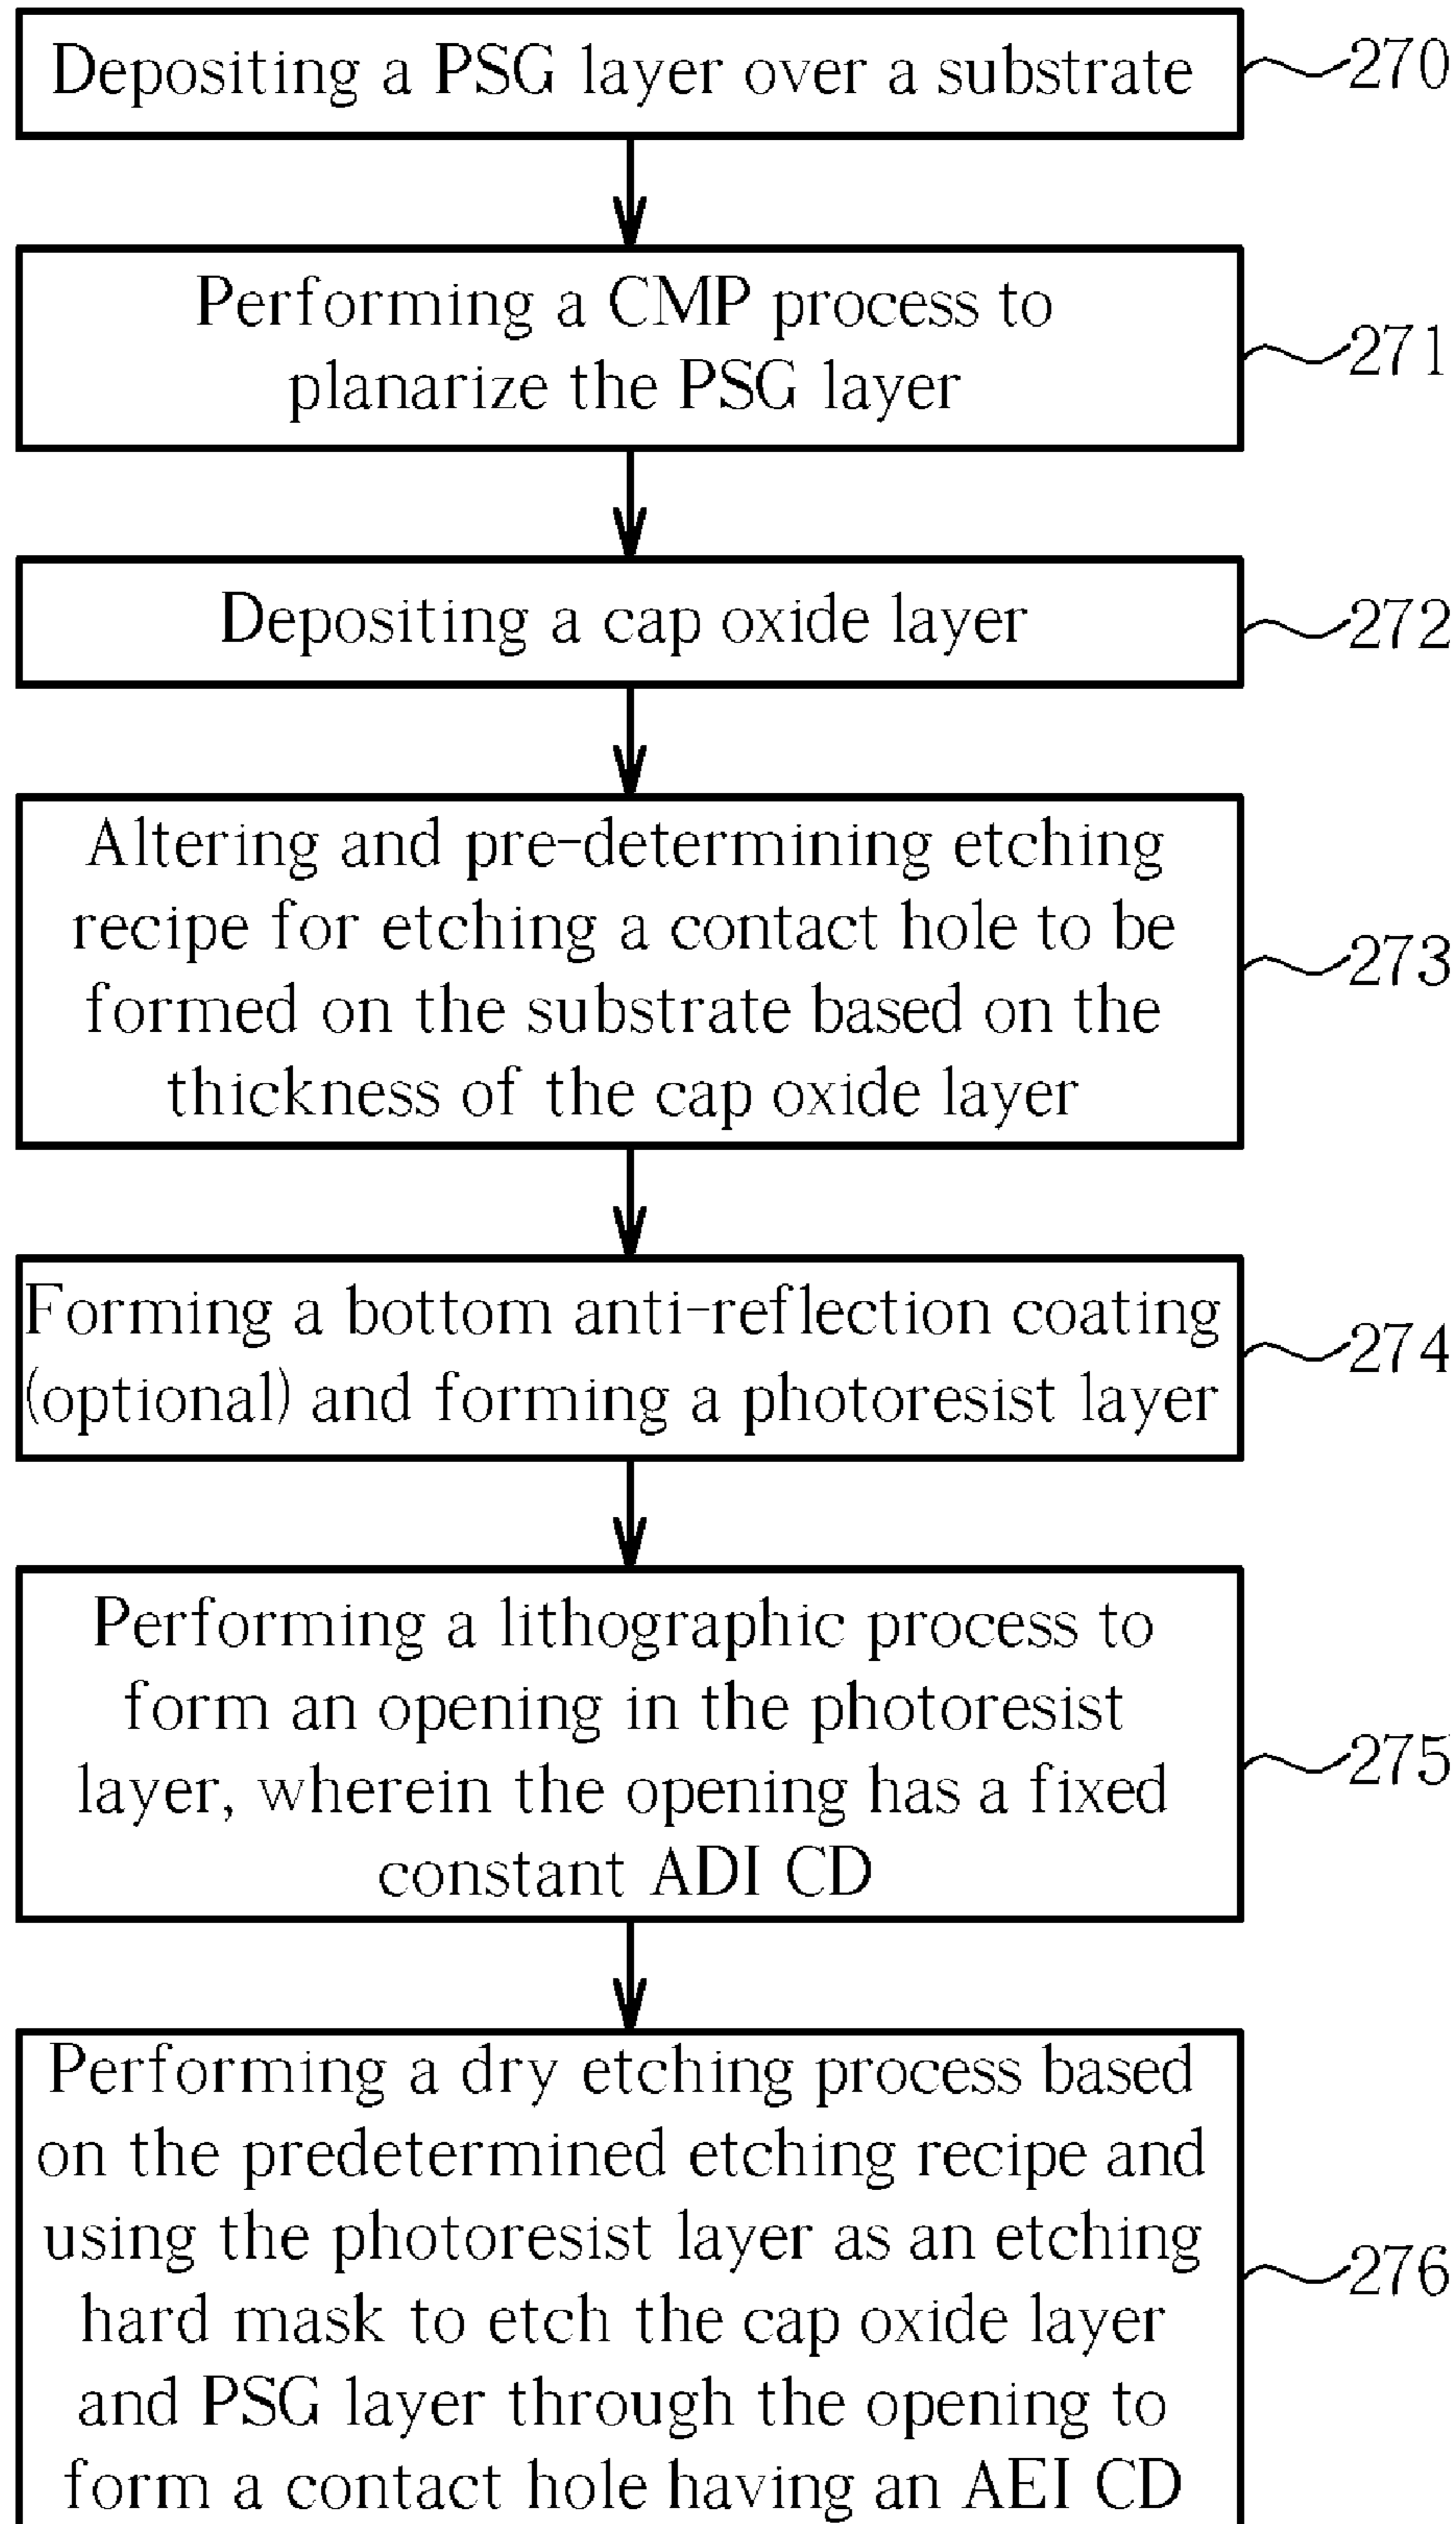 Depositing a PSG layer over a substrate
270
Performing a CMP process to
planarize the PSG layer
271
Depositing a cap oxide layer
272
Altering and pre-determining etching
recipe for etching a contact hole to be
formed on the substrate based on the
thickness of the cap oxide layer
273
Forming a bottom anti-reflection coating
(optional) and forming a photoresist layer
274
Performing a lithographic process to
form an opening in the photoresist
layer, wherein the opening has a fixed
constant ADI CD
275
Performing a dry etching process based
on the predetermined etching recipe and
using the photoresist layer as an etching
hard mask to etch the cap oxide layer
and PSG layer through the opening to
form a contact hole having an AEI CD
276